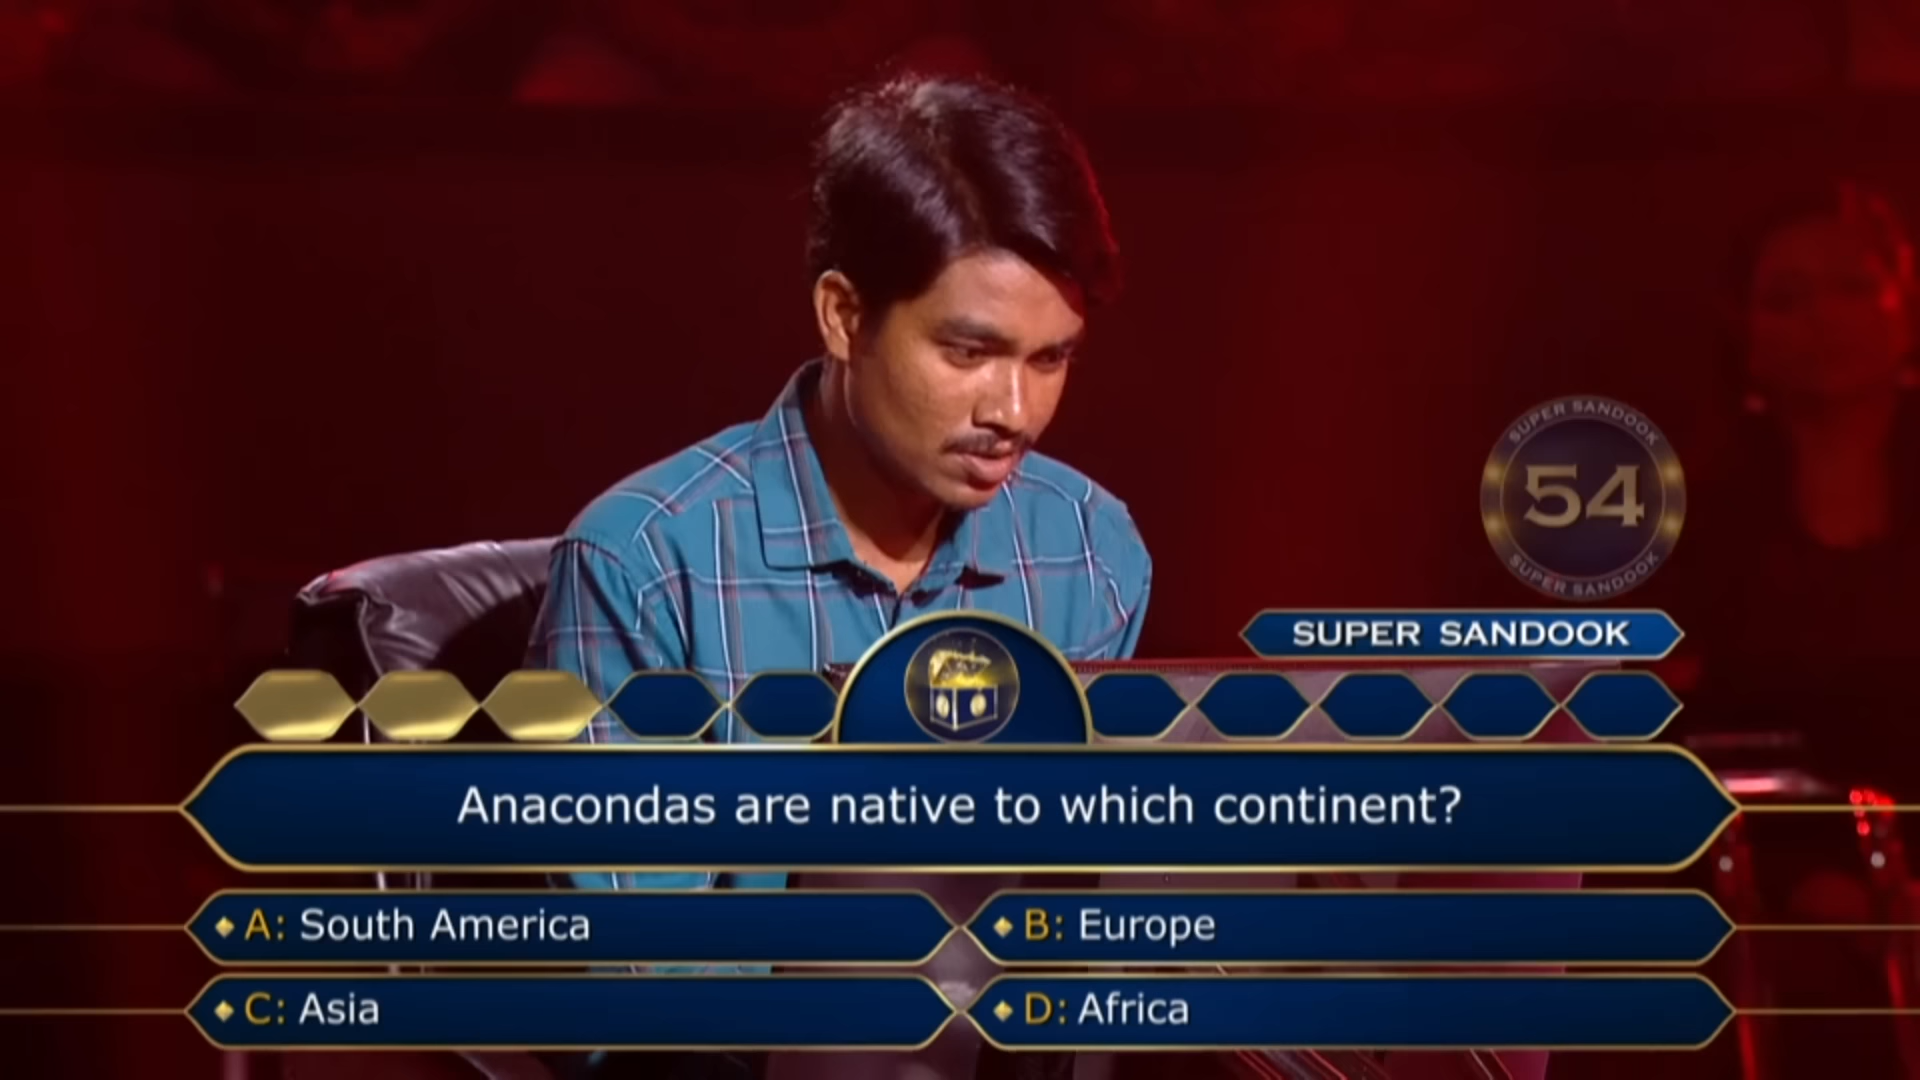 SUPER SANDOOK
54
SUPER SANDOOK
SUPER SANDOOK
Anacondas are native to which continent?
A: South America
B: Europe
C: Asia
D: Africa